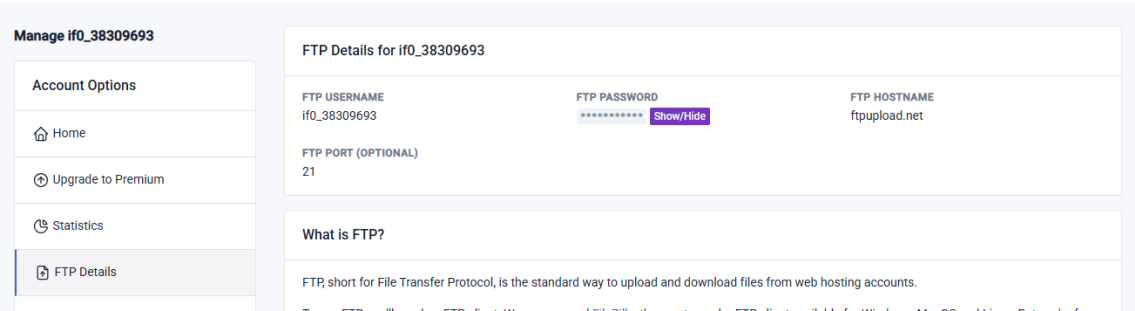 Manage if0_38309693
Account Options
Home
Upgrade to Premium
Statistics
FTP Details
FTP Details for if0_38309693
FTP USERNAME
if0_38309693
FTP PASSWORD
*********** Show/Hide
FTP HOSTNAME
ftpupload.net
FTP PORT (OPTIONAL)
21
What is FTP?
FTP, short for File Transfer Protocol, is the standard way to upload and download files from web hosting accounts.